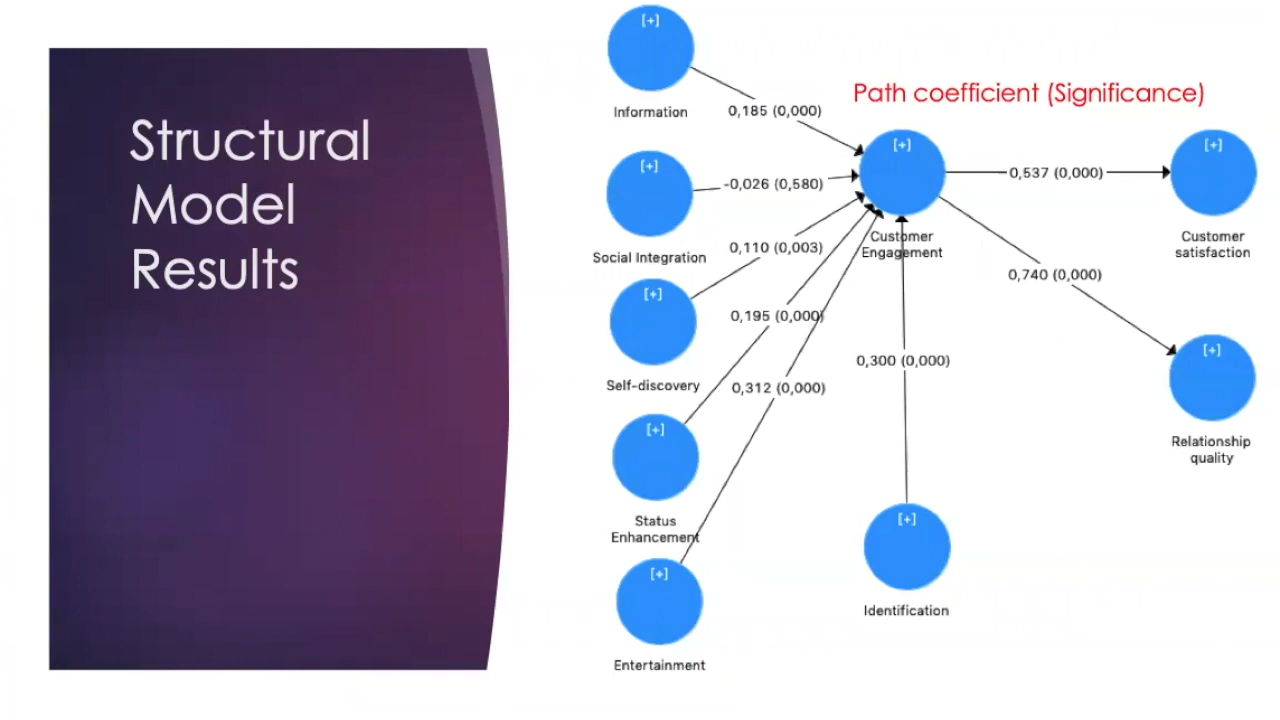 Structural
Model
Results
Path coefficient (Significance)
[+]
Information
0,185 (0,000)
[+]
Social Integration
-0,026 (0,580)
[+]
Self-discovery
0,110 (0,003)
[+]
Status
Enhancement
0,195 (0,000)
[+]
Entertainment
0,312 (0,000)
[+]
Customer
Engagement
[+]
Identification
0,300 (0,000)
0,537 (0,000)
[+]
Customer
satisfaction
0,740 (0,000)
[+]
Relationship
quality